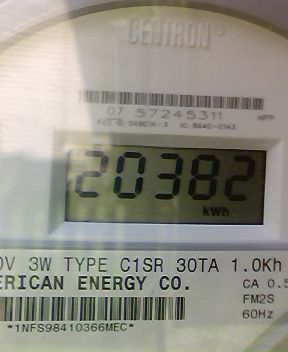 CENTRON®
07 57245311
HPP
20382
kWh
0V 3W TYPE C1SR 30TA 1.0Kh
ERICAN ENERGY CO.
CA 0.5
FM2S
60Hz
*1NFS98410366MEC*